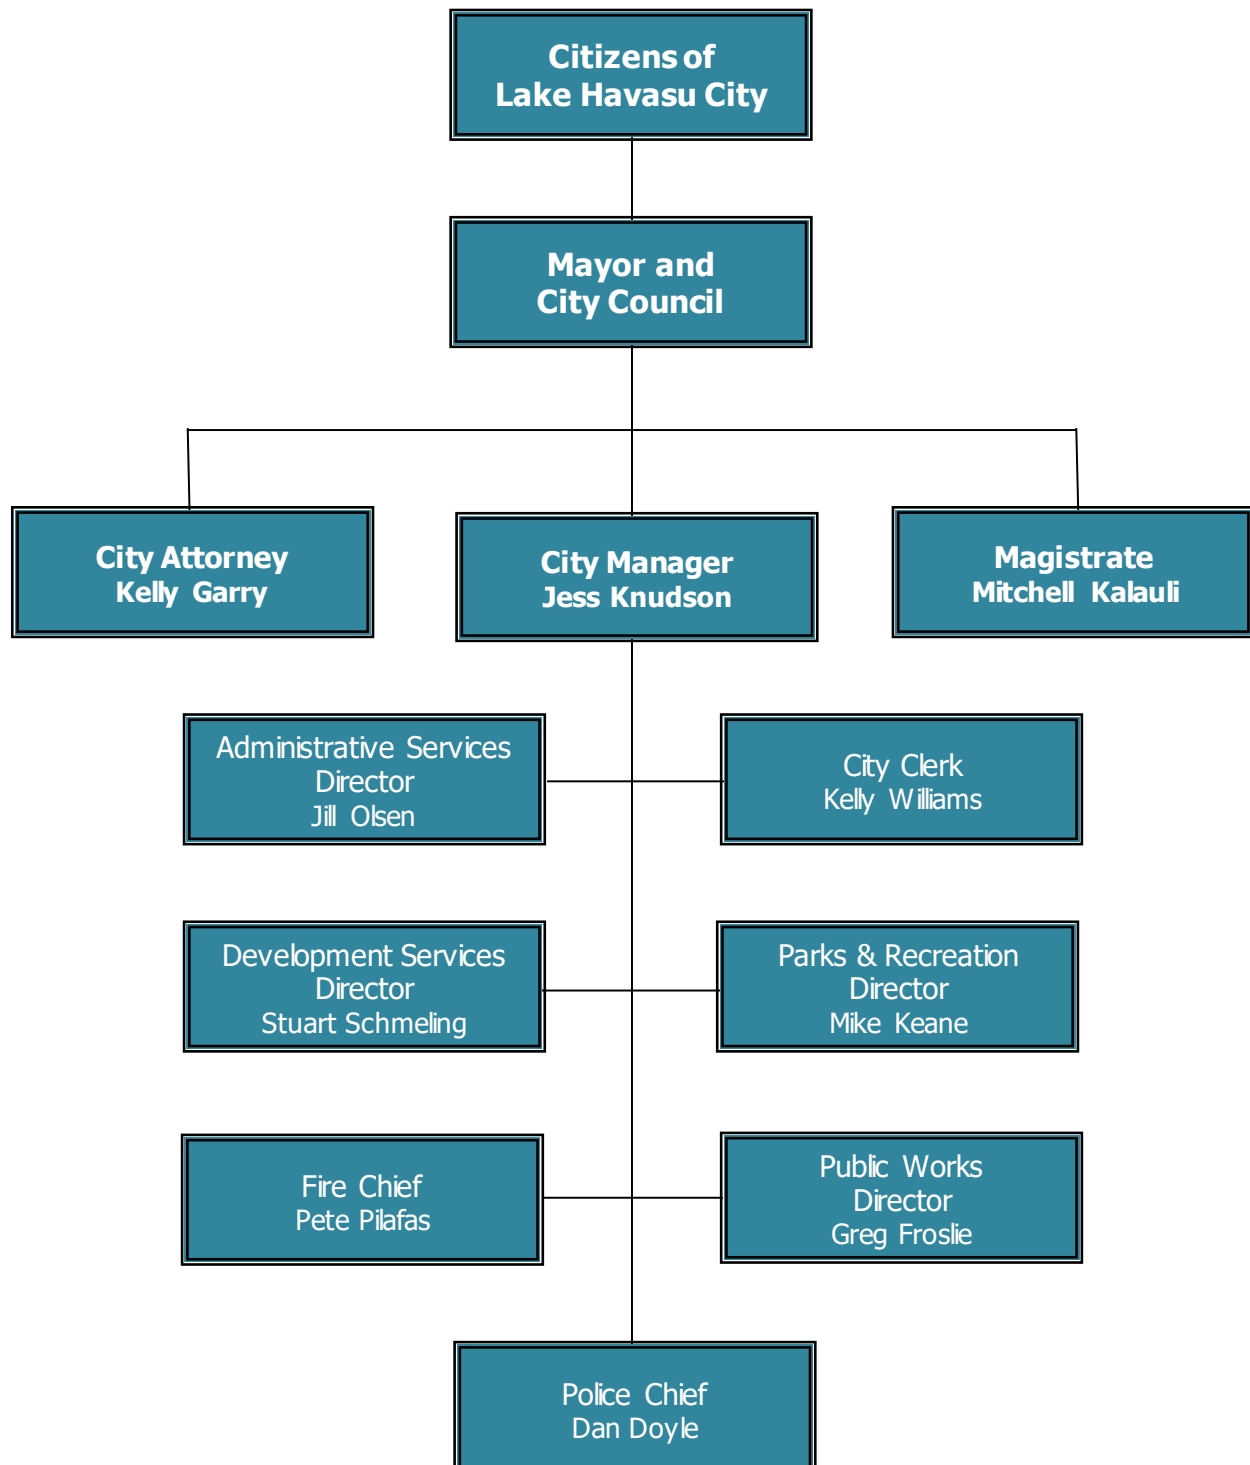 Citizens of
Lake Havasu City
Mayor and
City Council
City Attorney
Kelly Garry
City Manager
Jess Knudson
Magistrate
Mitchell Kalauli
Administrative Services
Director
Jill Olsen
City Clerk
Kelly Williams
Development Services
Director
Stuart Schmeling
Parks & Recreation
Director
Mike Keane
Fire Chief
Pete Pilafas
Public Works
Director
Greg Froslie
Police Chief
Dan Doyle